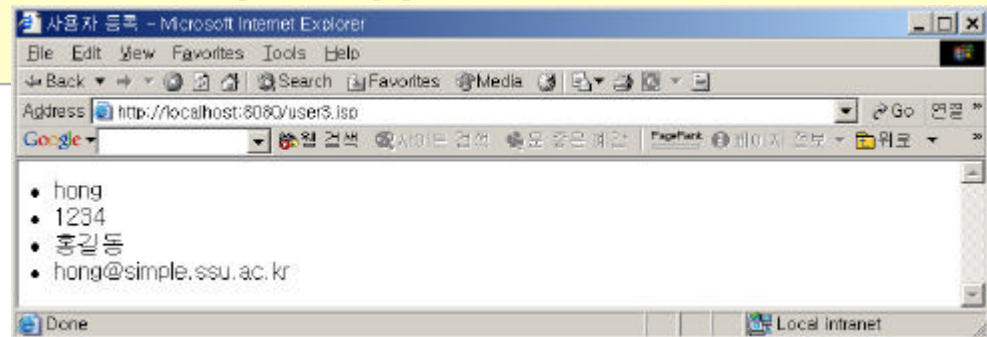 사용자 등록 - Microsoft Internet Explorer
File Edit View Favorites Tools Help
Back Search Favorites Media
Address http://localhost:8080/user3.jsp Go 연결 »
Google 웹 검색 사이트 검색 PageRank 페이지 정보 위로 »
hong
1234
홍길동
hong@simple.ssu.ac.kr
Done Local intranet